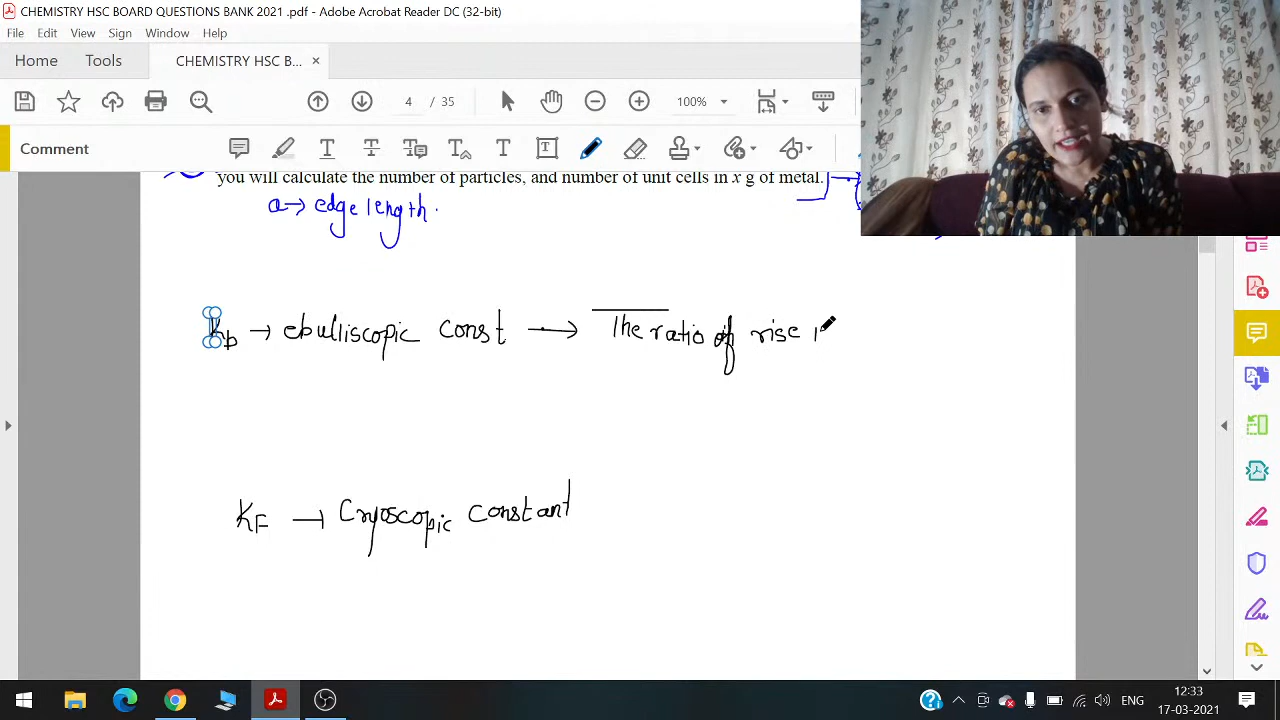 CHEMISTRY HSC BOARD QUESTIONS BANK 2021 .pdf - Adobe Acrobat Reader DC (32-bit)
File Edit View Sign Window Help
Home Tools CHEMISTRY HSC B... ×
4 / 35 100%
Comment
you will calculate the number of particles, and number of unit cells in x g of metal.
a → edge length.
Kb → ebulliscopic const → The ratio of rise
KF → Cryoscopic constant
ENG 12:33
17-03-2021